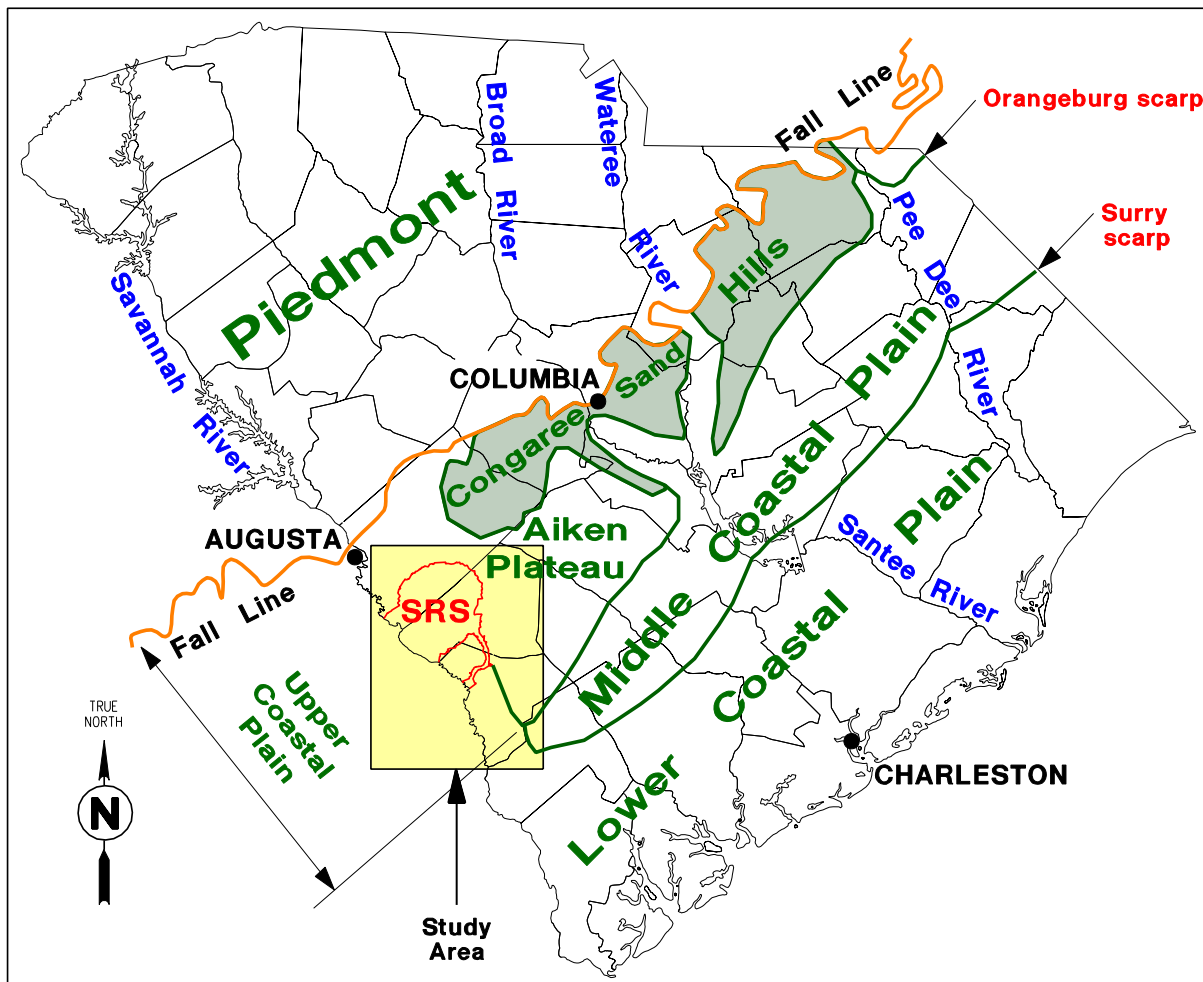 Fall Line
Orangeburg scarp
Surry
scarp
Broad
River
Wateree
River
Pee
Dee
River
Piedmont
Savannah
River
COLUMBIA
Congaree Sand Hills
AUGUSTA
Fall Line
Aiken
Plateau
SRS
Upper
Coastal
Plain
Middle Coastal Plain
Lower Coastal Plain
Santee River
CHARLESTON
TRUE
NORTH
N
Study
Area